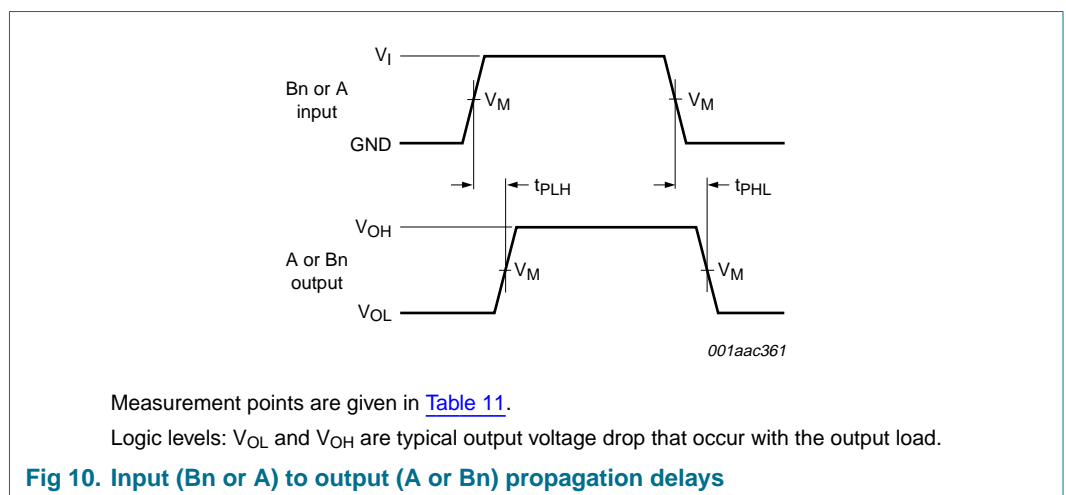 VI
Bn or A
input
VM
VM
GND
tPLH
tPHL
VOH
A or Bn
output
VM
VM
VOL
001aac361
Measurement points are given in Table 11.
Logic levels: VOL and VOH are typical output voltage drop that occur with the output load.
Fig 10. Input (Bn or A) to output (A or Bn) propagation delays